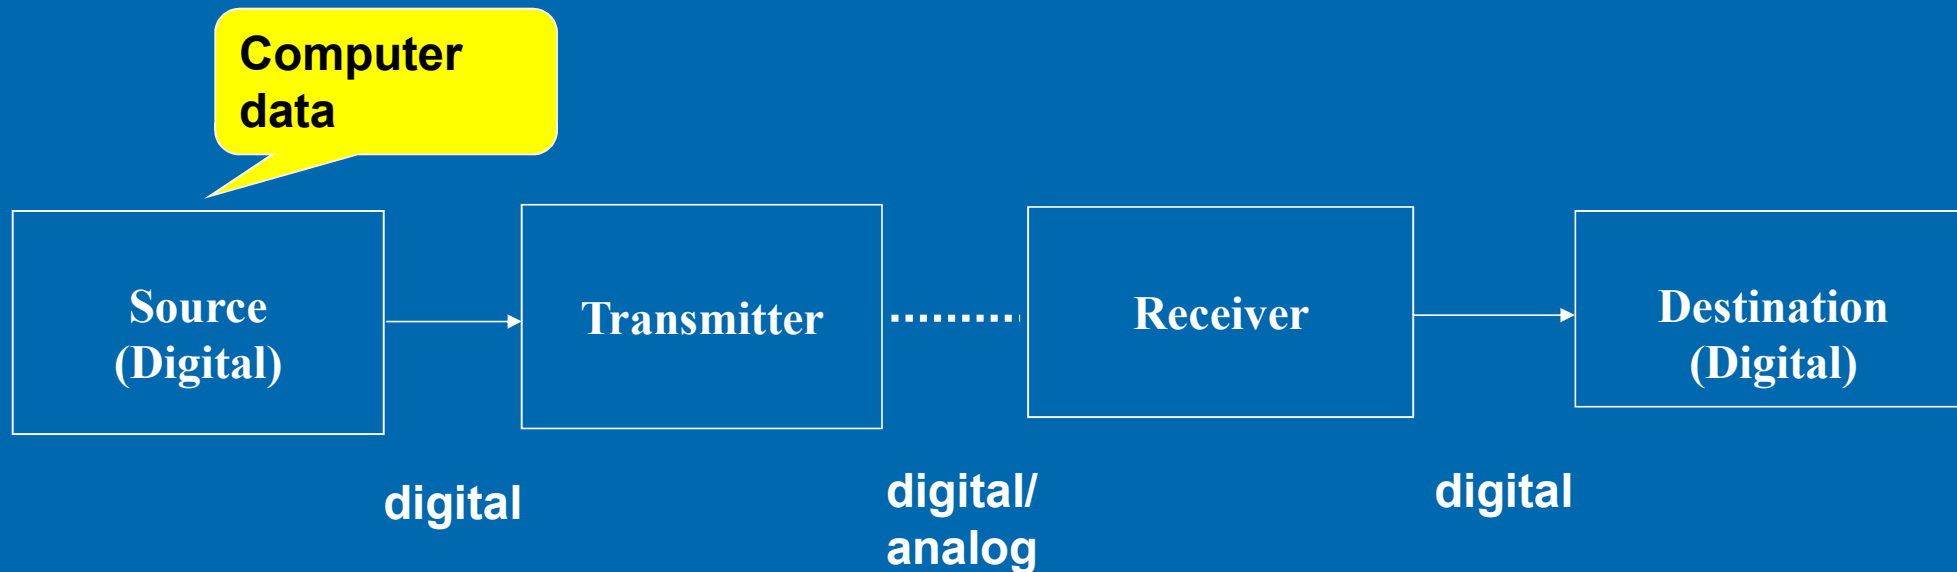 Computer
data
Source
(Digital)
Transmitter
Receiver
Destination
(Digital)
digital
digital/
analog
digital